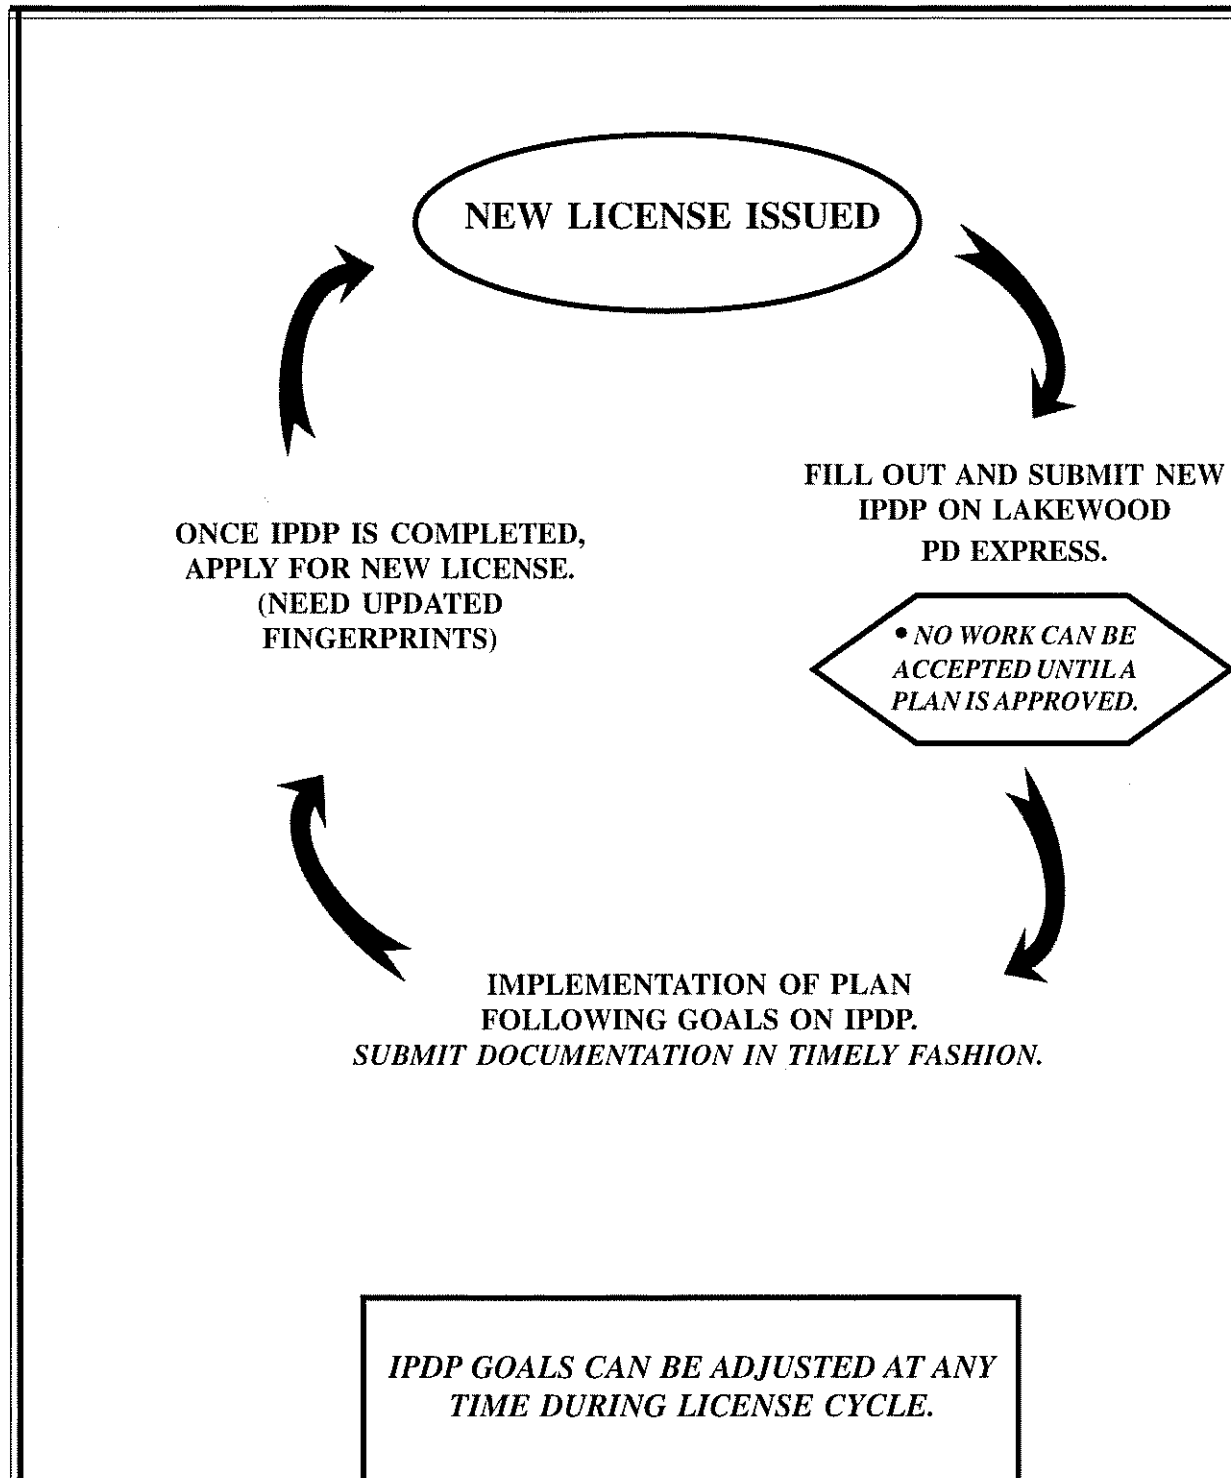 NEW LICENSE ISSUED
FILL OUT AND SUBMIT NEW
IPDP ON LAKEWOOD
PD EXPRESS.
• NO WORK CAN BE
ACCEPTED UNTIL A
PLAN IS APPROVED.
IMPLEMENTATION OF PLAN
FOLLOWING GOALS ON IPDP.
SUBMIT DOCUMENTATION IN TIMELY FASHION.
ONCE IPDP IS COMPLETED,
APPLY FOR NEW LICENSE.
(NEED UPDATED
FINGERPRINTS)
IPDP GOALS CAN BE ADJUSTED AT ANY
TIME DURING LICENSE CYCLE.